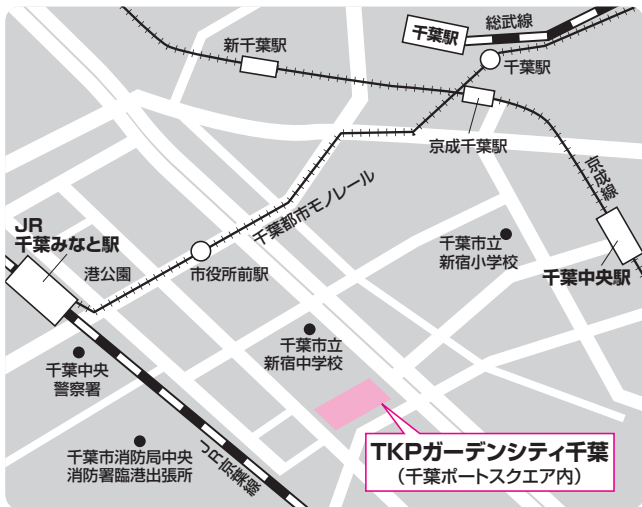 総武線
千葉駅
新千葉駅
千葉駅
京成千葉駅
京成線
千葉都市モノレール
JR
千葉みなと駅
港公園
市役所前駅
千葉市立
新宿小学校
千葉中央駅
千葉市立
新宿中学校
千葉中央
警察署
TKPガーデンシティ千葉
(千葉ポートスクエア内)
千葉市消防局中央
消防署臨港出張所
JR京葉線